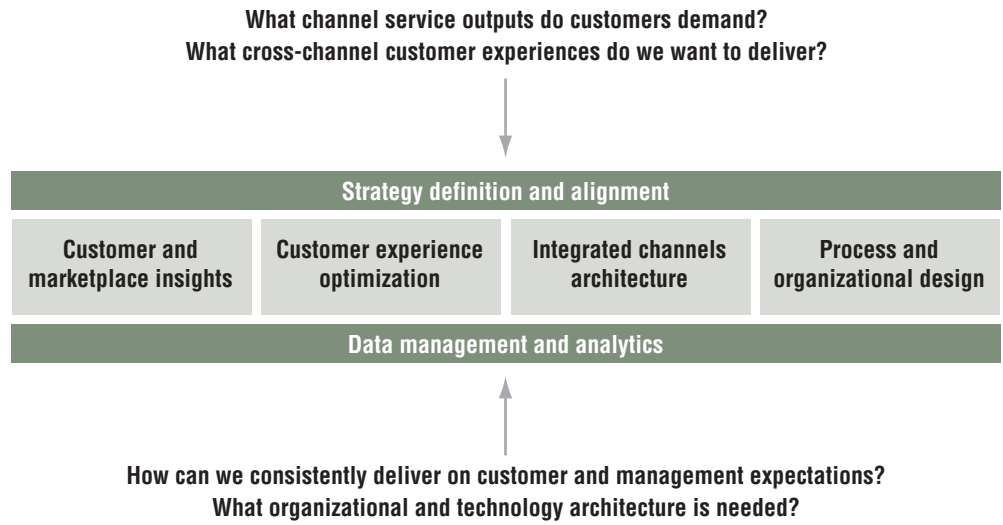 What channel service outputs do customers demand?
What cross-channel customer experiences do we want to deliver?
Strategy definition and alignment
Customer and
marketplace insights
Customer experience
optimization
Integrated channels
architecture
Process and
organizational design
Data management and analytics
How can we consistently deliver on customer and management expectations?
What organizational and technology architecture is needed?